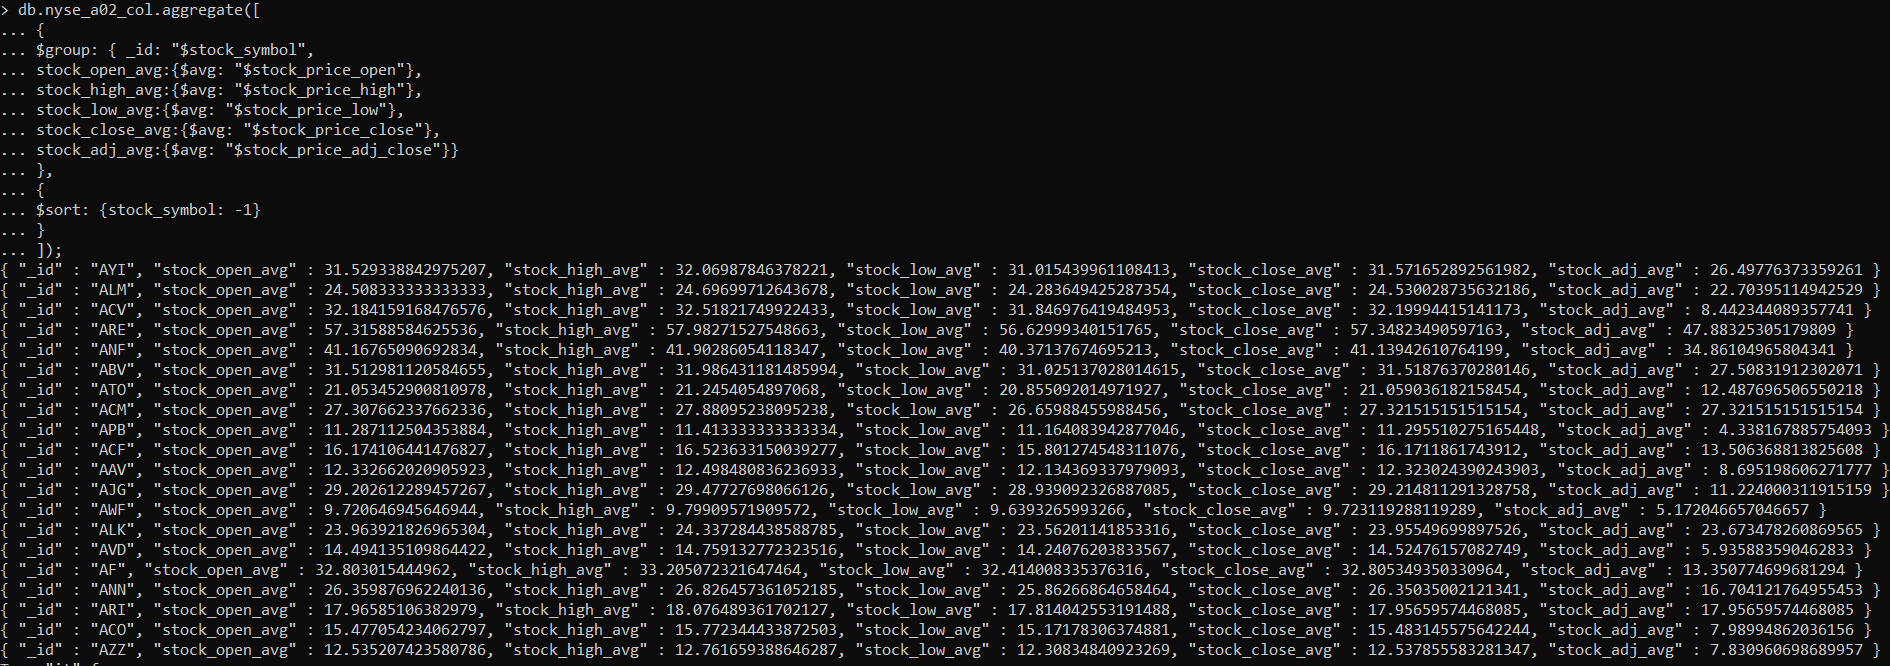 > db.nyse_a02_col.aggregate([
... {
... $group: { _id: "$stock_symbol",
... stock_open_avg:{$avg: "$stock_price_open"},
... stock_high_avg:{$avg: "$stock_price_high"},
... stock_low_avg:{$avg: "$stock_price_low"},
... stock_close_avg:{$avg: "$stock_price_close"},
... stock_adj_avg:{$avg: "$stock_price_adj_close"}}
... },
... {
... $sort: {stock_symbol: -1}
... }
... ]);
{ "_id" : "AYI", "stock_open_avg" : 31.529338842975207, "stock_high_avg" : 32.06987846378221, "stock_low_avg" : 31.015439961108413, "stock_close_avg" : 31.571652892561982, "stock_adj_avg" : 26.49776373359261 }
{ "_id" : "ALM", "stock_open_avg" : 24.508333333333333, "stock_high_avg" : 24.69699712643678, "stock_low_avg" : 24.283649425287354, "stock_close_avg" : 24.530028735632186, "stock_adj_avg" : 22.70395114942529 }
{ "_id" : "ACV", "stock_open_avg" : 32.184159168476576, "stock_high_avg" : 32.51821749922433, "stock_low_avg" : 31.846976419484953, "stock_close_avg" : 32.19994415141173, "stock_adj_avg" : 8.442344089357741 }
{ "_id" : "ARE", "stock_open_avg" : 57.31588584625536, "stock_high_avg" : 57.98271527548663, "stock_low_avg" : 56.62999340151765, "stock_close_avg" : 57.34823490597163, "stock_adj_avg" : 47.88325305179809 }
{ "_id" : "ANF", "stock_open_avg" : 41.16765090692834, "stock_high_avg" : 41.90286054118347, "stock_low_avg" : 40.37137674695213, "stock_close_avg" : 41.13942610764199, "stock_adj_avg" : 34.86104965804341 }
{ "_id" : "ABV", "stock_open_avg" : 31.512981120584655, "stock_high_avg" : 31.986431181485994, "stock_low_avg" : 31.025137028014615, "stock_close_avg" : 31.51876370280146, "stock_adj_avg" : 27.50831912302071 }
{ "_id" : "ATO", "stock_open_avg" : 21.053452900810978, "stock_high_avg" : 21.2454054897068, "stock_low_avg" : 20.855092014971927, "stock_close_avg" : 21.059036182158454, "stock_adj_avg" : 12.487696506550218 }
{ "_id" : "ACM", "stock_open_avg" : 27.307662337662336, "stock_high_avg" : 27.88095238095238, "stock_low_avg" : 26.65988455988456, "stock_close_avg" : 27.321515151515154, "stock_adj_avg" : 27.321515151515154 }
{ "_id" : "APB", "stock_open_avg" : 11.287112504353884, "stock_high_avg" : 11.413333333333334, "stock_low_avg" : 11.164083942877046, "stock_close_avg" : 11.295510275165448, "stock_adj_avg" : 4.338167885754093 }
{ "_id" : "ACF", "stock_open_avg" : 16.174106441476827, "stock_high_avg" : 16.523633150039277, "stock_low_avg" : 15.801274548311076, "stock_close_avg" : 16.1711861743912, "stock_adj_avg" : 13.506368813825608 }
{ "_id" : "AAV", "stock_open_avg" : 12.332662020905923, "stock_high_avg" : 12.498480836236933, "stock_low_avg" : 12.134369337979093, "stock_close_avg" : 12.323024390243903, "stock_adj_avg" : 8.695198606271777 }
{ "_id" : "AJG", "stock_open_avg" : 29.202612289457267, "stock_high_avg" : 29.47727698066126, "stock_low_avg" : 28.939092326887085, "stock_close_avg" : 29.214811291328758, "stock_adj_avg" : 11.224000311915159 }
{ "_id" : "AWF", "stock_open_avg" : 9.720646945646944, "stock_high_avg" : 9.79909571909572, "stock_low_avg" : 9.6393265993266, "stock_close_avg" : 9.723119288119289, "stock_adj_avg" : 5.172046657046657 }
{ "_id" : "ALK", "stock_open_avg" : 23.963921826965304, "stock_high_avg" : 24.337284438588785, "stock_low_avg" : 23.56201141853316, "stock_close_avg" : 23.95549699897526, "stock_adj_avg" : 23.673478260869565 }
{ "_id" : "AVD", "stock_open_avg" : 14.494135109864422, "stock_high_avg" : 14.759132772323516, "stock_low_avg" : 14.24076203833567, "stock_close_avg" : 14.52476157082749, "stock_adj_avg" : 5.935883590462833 }
{ "_id" : "AF", "stock_open_avg" : 32.803015444962, "stock_high_avg" : 33.205072321647464, "stock_low_avg" : 32.414008335376316, "stock_close_avg" : 32.805349350330964, "stock_adj_avg" : 13.350774699681294 }
{ "_id" : "ANN", "stock_open_avg" : 26.359876962240136, "stock_high_avg" : 26.826457361052185, "stock_low_avg" : 25.86266864658464, "stock_close_avg" : 26.35035002121341, "stock_adj_avg" : 16.704121764955453 }
{ "_id" : "ARI", "stock_open_avg" : 17.96585106382979, "stock_high_avg" : 18.076489361702127, "stock_low_avg" : 17.814042553191488, "stock_close_avg" : 17.95659574468085, "stock_adj_avg" : 17.95659574468085 }
{ "_id" : "ACO", "stock_open_avg" : 15.477054234062797, "stock_high_avg" : 15.772344433872503, "stock_low_avg" : 15.17178306374881, "stock_close_avg" : 15.483145575642244, "stock_adj_avg" : 7.98994862036156 }
{ "_id" : "AZZ", "stock_open_avg" : 12.535207423580786, "stock_high_avg" : 12.761659388646287, "stock_low_avg" : 12.30834840923269, "stock_close_avg" : 12.537855583281347, "stock_adj_avg" : 7.830960698689957 }